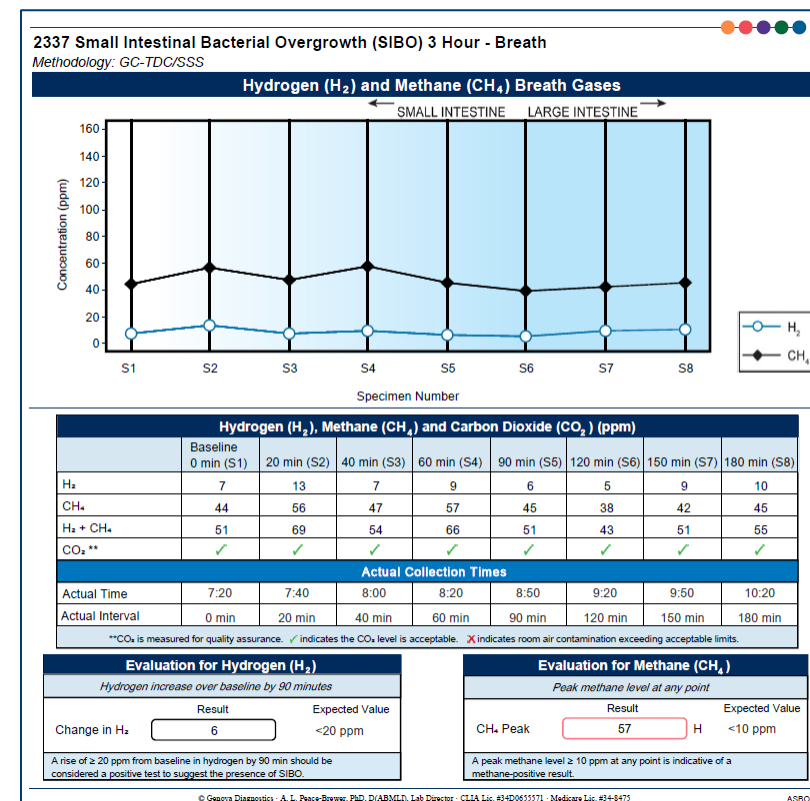 2337 Small Intestinal Bacterial Overgrowth (SIBO) 3 Hour - Breath
Methodology: GC-TDC/SSS
Hydrogen (H₂) and Methane (CH₄) Breath Gases
SMALL INTESTINE LARGE INTESTINE
Concentration (ppm)
160
140
120
100
80
60
40
20
0
S1 S2 S3 S4 S5 S6 S7 S8
Specimen Number
H₂
CH₄
Hydrogen (H₂), Methane (CH₄) and Carbon Dioxide (CO₂) (ppm)
Baseline
0 min (S1) 20 min (S2) 40 min (S3) 60 min (S4) 90 min (S5) 120 min (S6) 150 min (S7) 180 min (S8)
H₂ 7 13 7 9 6 5 9 10
CH₄ 44 56 47 57 45 38 42 45
H₂ + CH₄ 51 69 54 66 51 43 51 55
CO₂ ** ✓ ✓ ✓ ✓ ✓ ✓ ✓ ✓
Actual Collection Times
Actual Time 7:20 7:40 8:00 8:20 8:50 9:20 9:50 10:20
Actual Interval 0 min 20 min 40 min 60 min 90 min 120 min 150 min 180 min
**CO₂ is measured for quality assurance. ✓ indicates the CO₂ level is acceptable. ✗ indicates room air contamination exceeding acceptable limits.
Evaluation for Hydrogen (H₂)
Hydrogen increase over baseline by 90 minutes
Result Expected Value
Change in H₂ 6 <20 ppm
A rise of ≥ 20 ppm from baseline in hydrogen by 90 min should be
considered a positive test to suggest the presence of SIBO.
Evaluation for Methane (CH₄)
Peak methane level at any point
Result Expected Value
CH₄ Peak 57 H <10 ppm
A peak methane level ≥ 10 ppm at any point is indicative of a
methane-positive result.
© Genova Diagnostics · A. L. Peace-Brewer, PhD, D(ABMLI), Lab Director · CLIA Lic. #34D0655571 · Medicare Lic. #34-8475
ASBO